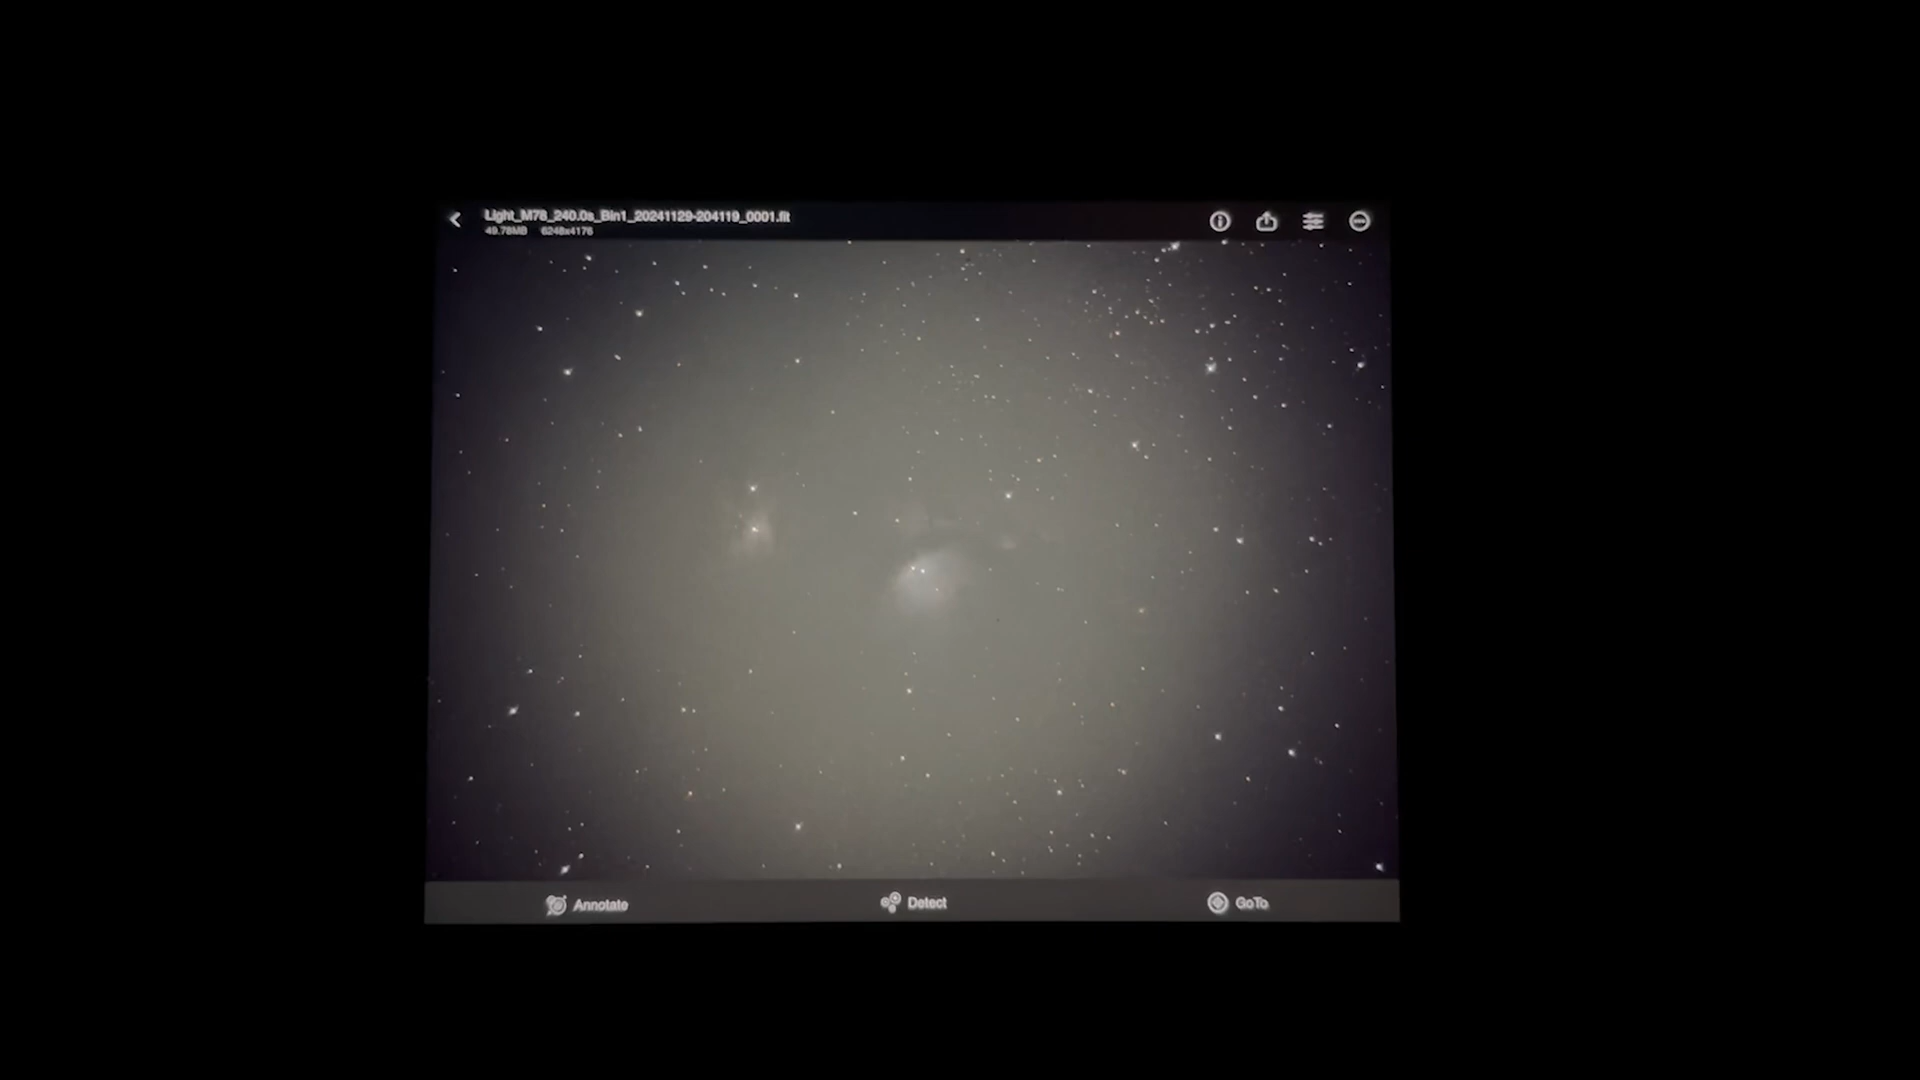 Light_M78_240.0s_Bin1_20241129-204119_0001.fit
49.78MB 6248x4176
Annotate Detect GoTo